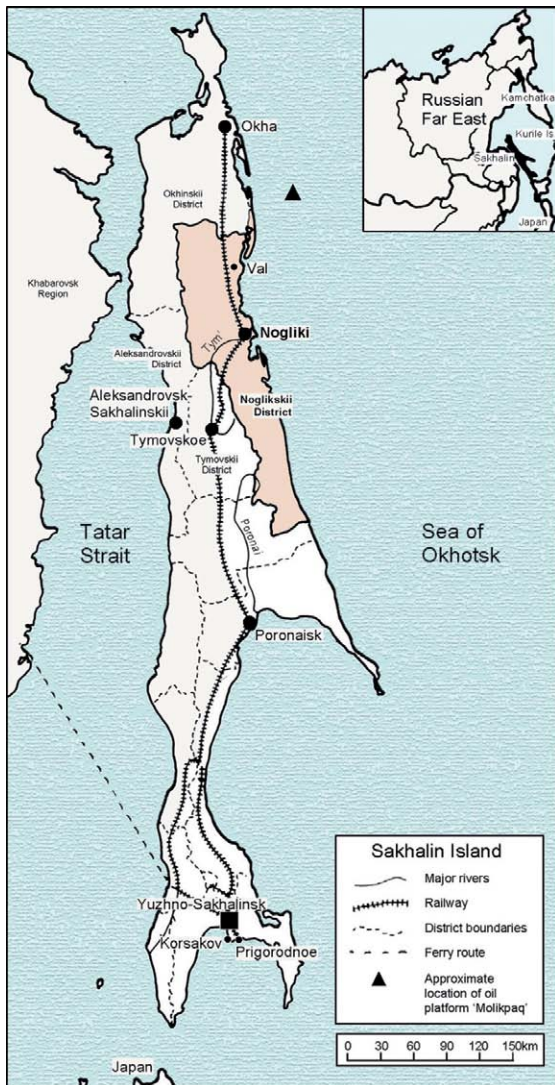 Russian
Far East
Kamchatka
Kurile Is
Sakhalin
Japan
Okha
Okhinskii
District
Khabarovsk
Region
Val
Nogliki
Tym'
Aleksandrovskii
District
Noglikskii
District
Aleksandrovsk-
Sakhalinskii
Tymovskoe
Tymovskii
District
Tatar
Strait
Poronai
Sea of
Okhotsk
Poronaisk
Yuzhno-Sakhalinsk
Korsakov
Prigorodnoe
Japan
Sakhalin Island
Major rivers
Railway
District boundaries
Ferry route
Approximate
location of oil
platform 'Molikpaq'
0 30 60 90 120 150km